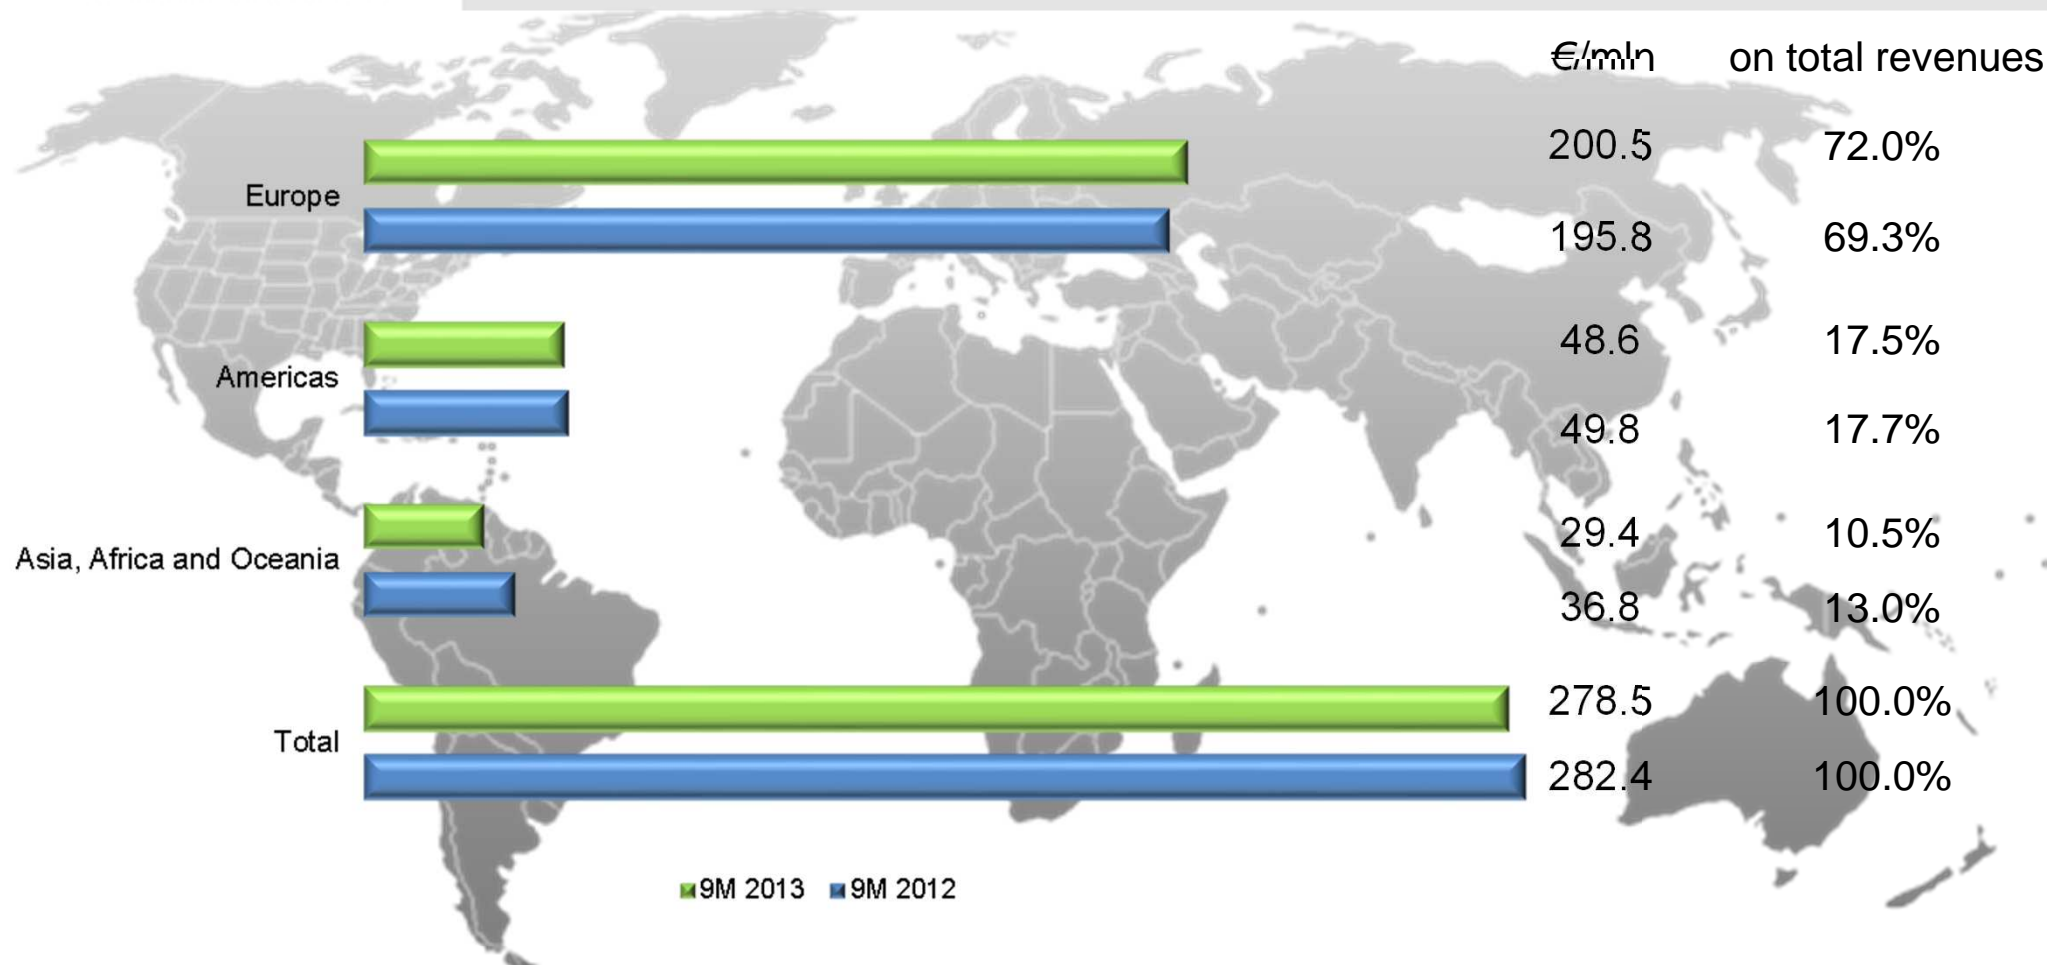 €/mln on total revenues
200.5 72.0%
Europe
195.8 69.3%
48.6 17.5%
Americas
49.8 17.7%
29.4 10.5%
Asia, Africa and Oceania
36.8 13.0%
278.5 100.0%
Total
282.4 100.0%
9M 2013 9M 2012